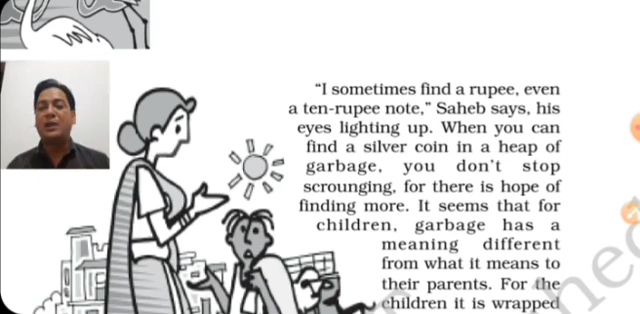 “I sometimes find a rupee, even
a ten-rupee note,” Saheb says, his
eyes lighting up. When you can
find a silver coin in a heap of
garbage, you don’t stop
scrounging, for there is hope of
finding more. It seems that for
children, garbage has a
meaning different
from what it means to
their parents. For the
children it is wrapped